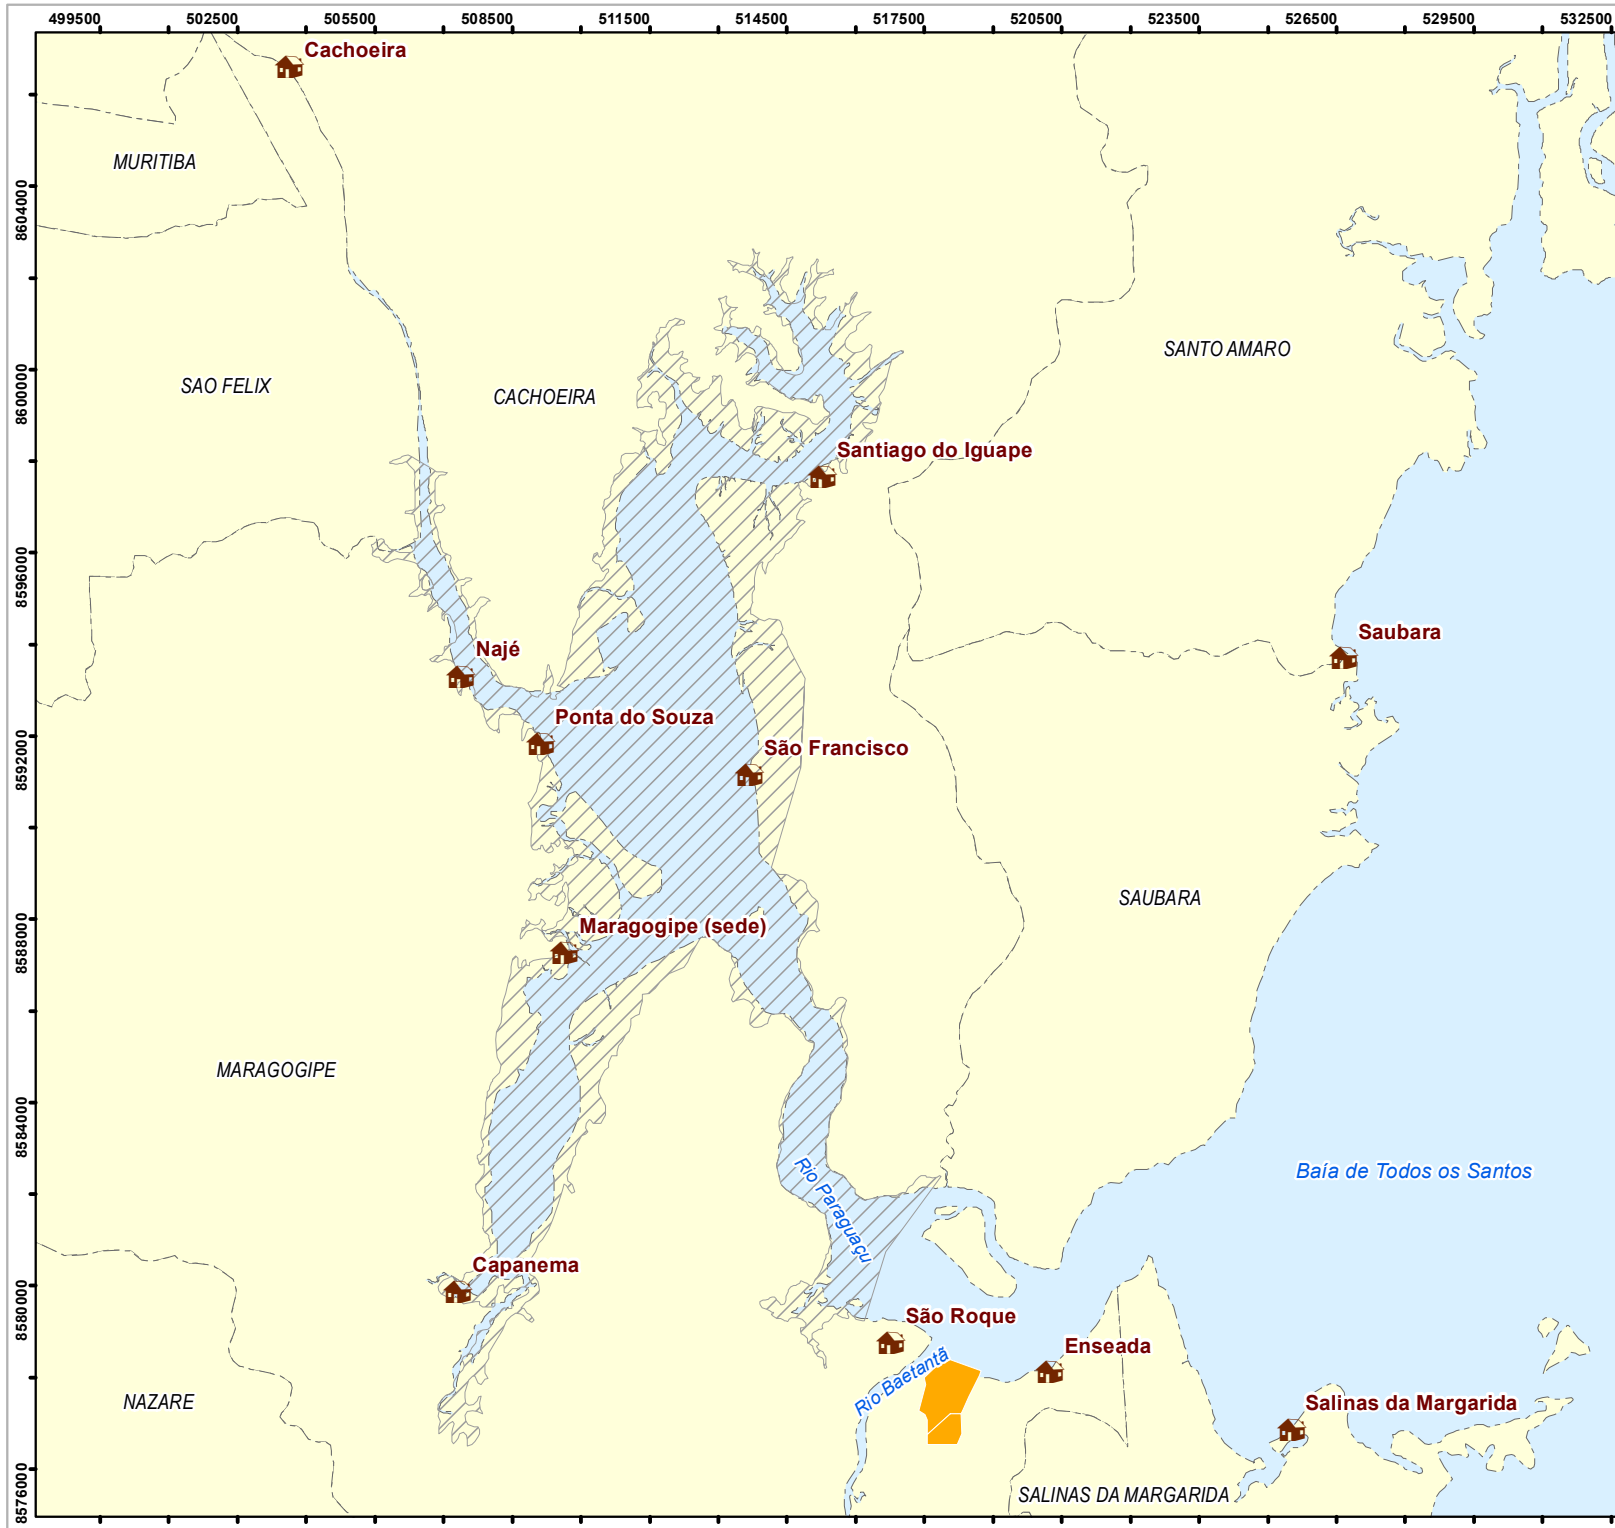 499500 502500 505500 508500 511500 514500 517500 520500 523500 526500 529500 532500
Cachoeira
MURITIBA
8604000
SANTO AMARO
8600000
SAO FELIX
CACHOEIRA
Santiago do Iguape
8596000
Saubara
Najé
Ponta do Souza
8592000
São Francisco
SAUBARA
8588000
Maragogipe (sede)
MARAGOGIPE
8584000
Baía de Todos os Santos
Rio Paraguaçu
Capanema
8580000
São Roque
Enseada
Rio Baetantã
NAZARE
Salinas da Margarida
8576000
SALINAS DA MARGARIDA